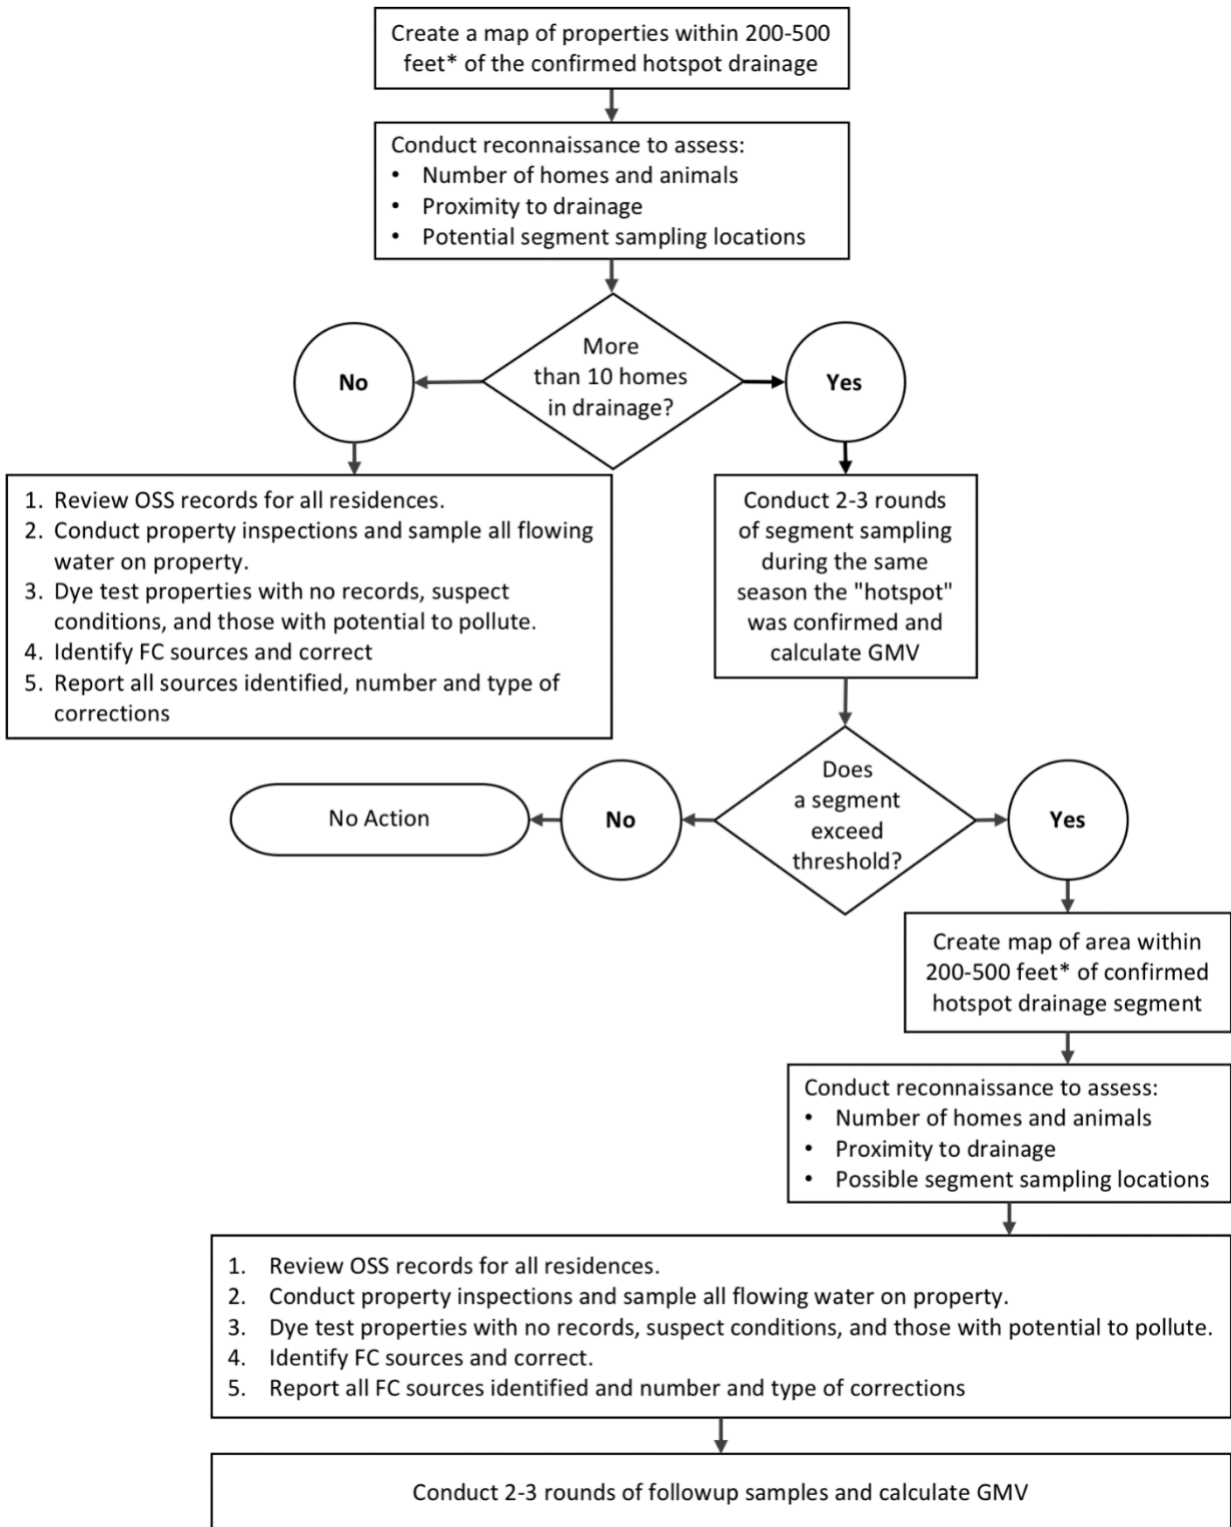 Create a map of properties within 200-500
feet* of the confirmed hotspot drainage
Conduct reconnaissance to assess:
• Number of homes and animals
• Proximity to drainage
• Potential segment sampling locations
More
than 10 homes
in drainage?
No
Yes
1. Review OSS records for all residences.
2. Conduct property inspections and sample all flowing
water on property.
3. Dye test properties with no records, suspect
conditions, and those with potential to pollute.
4. Identify FC sources and correct
5. Report all sources identified, number and type of
corrections
Conduct 2-3 rounds
of segment sampling
during the same
season the "hotspot"
was confirmed and
calculate GMV
Does
a segment
exceed
threshold?
No Action
No
Yes
Create map of area within
200-500 feet* of confirmed
hotspot drainage segment
Conduct reconnaissance to assess:
• Number of homes and animals
• Proximity to drainage
• Possible segment sampling locations
1. Review OSS records for all residences.
2. Conduct property inspections and sample all flowing water on property.
3. Dye test properties with no records, suspect conditions, and those with potential to pollute.
4. Identify FC sources and correct.
5. Report all FC sources identified and number and type of corrections
Conduct 2-3 rounds of followup samples and calculate GMV